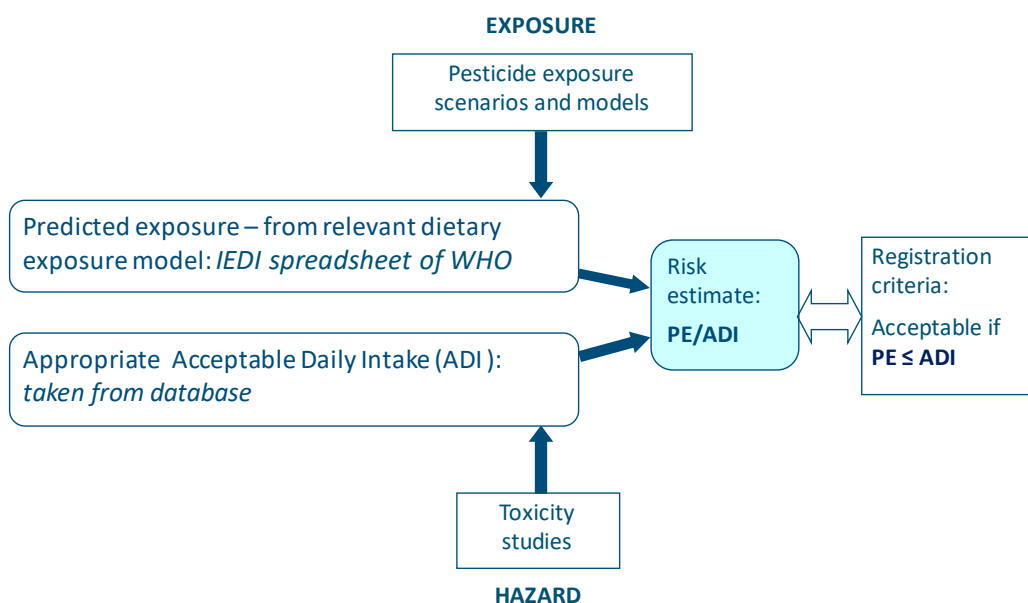 EXPOSURE
Pesticide exposure
scenarios and models
Predicted exposure – from relevant dietary
exposure model: IEDI spreadsheet of WHO
Appropriate Acceptable Daily Intake (ADI ):
taken from database
Risk
estimate:
PE/ADI
Registration
criteria:
Acceptable if
PE ≤ ADI
Toxicity
studies
HAZARD